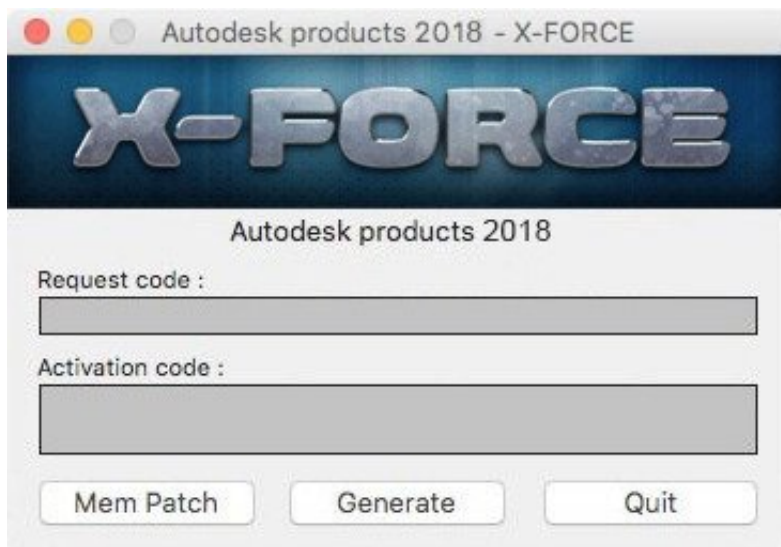 Autodesk products 2018 - X-FORCE
X-FORCE
Autodesk products 2018
Request code :
Activation code :
Mem Patch Generate Quit